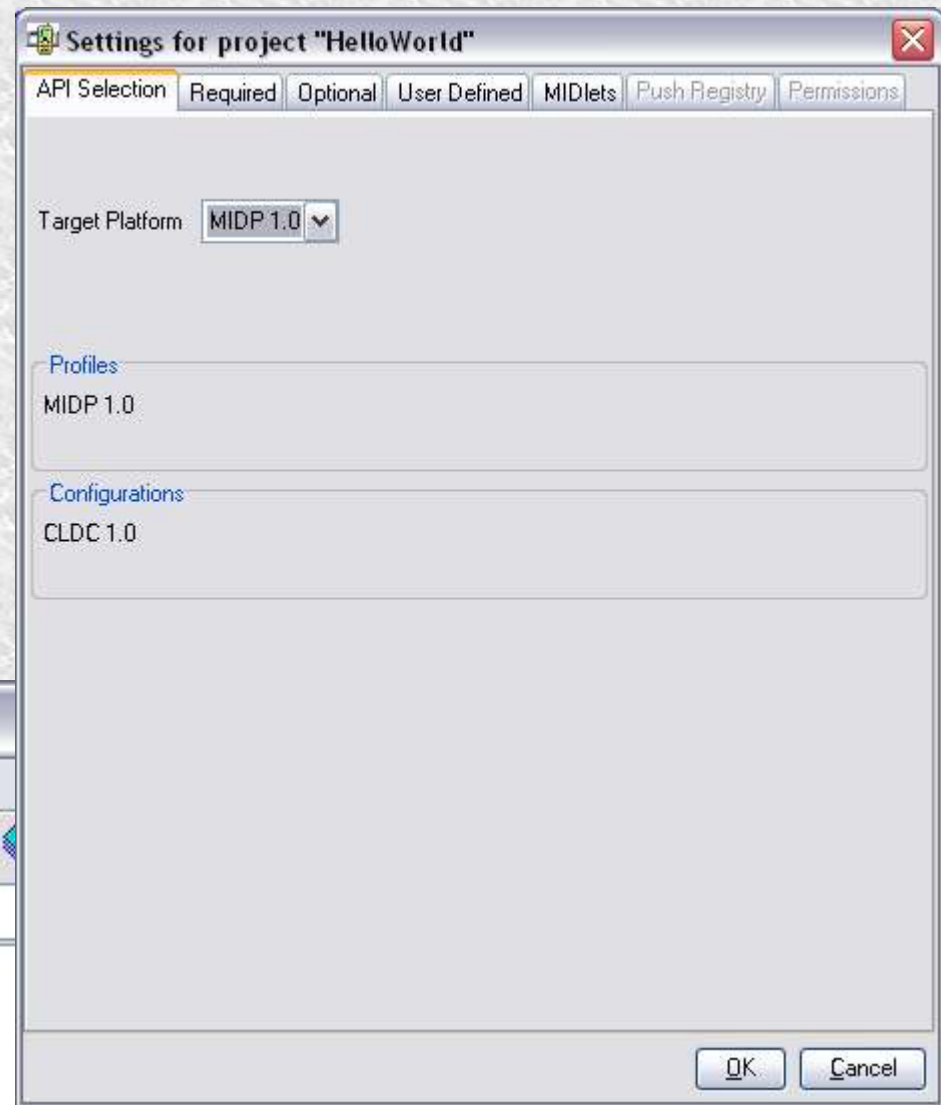 Settings for project "HelloWorld"
API Selection Required Optional User Defined MIDlets Push Registry Permissions
Target Platform MIDP 1.0
Profiles
MIDP 1.0
Configurations
CLDC 1.0
OK Cancel